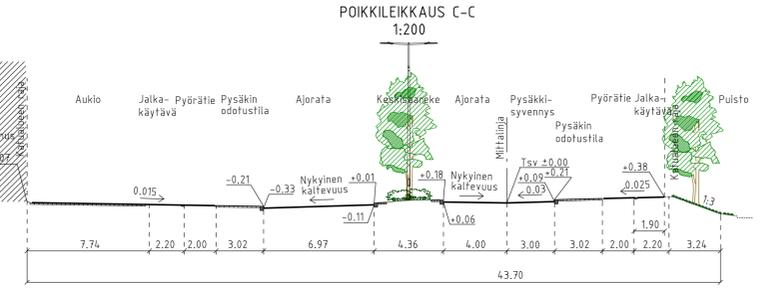 POIKKILEIKKAUS C-C
1:200
Aukio
Jalka-
käytävä
Pyörätie
Pysäkin
odotustila
Ajorata
Keskisaareke
Ajorata
Pysäkki-
syvennys
Pysäkin
odotustila
Pyörätie
Jalka-
käytävä
Puisto
Katualueen raja
Mittalinja
Katualueen raja
0.015
-0.21
-0.33
Nykyinen
kaltevuus
+0.01
-0.11
+0.18
+0.06
Nykyinen
kaltevuus
Tsv ±0.00
+0.09
+0.21
0.03
+0.38
0.025
1:3
1.90
7.74
2.20
2.00
3.02
6.97
4.36
4.00
3.00
3.02
2.00
2.20
3.24
43.70